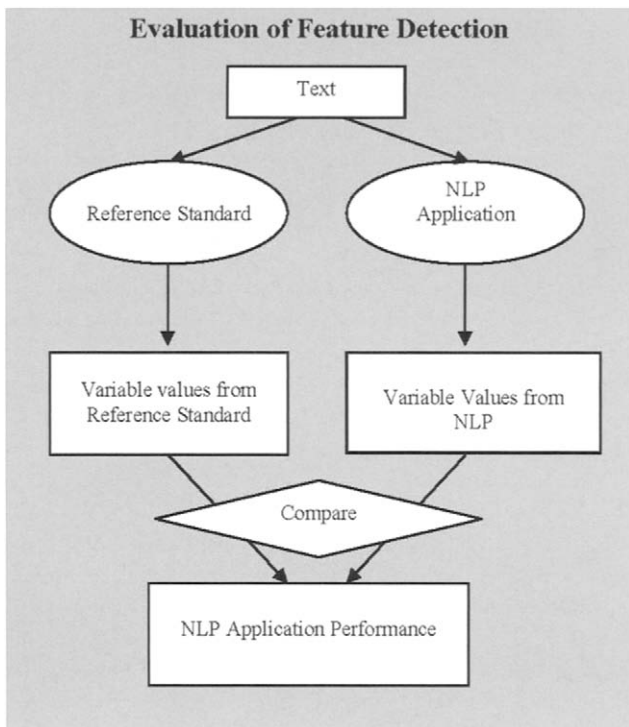 Evaluation of Feature Detection
Text
Reference Standard
NLP
Application
Variable values from
Reference Standard
Variable Values from
NLP
Compare
NLP Application Performance